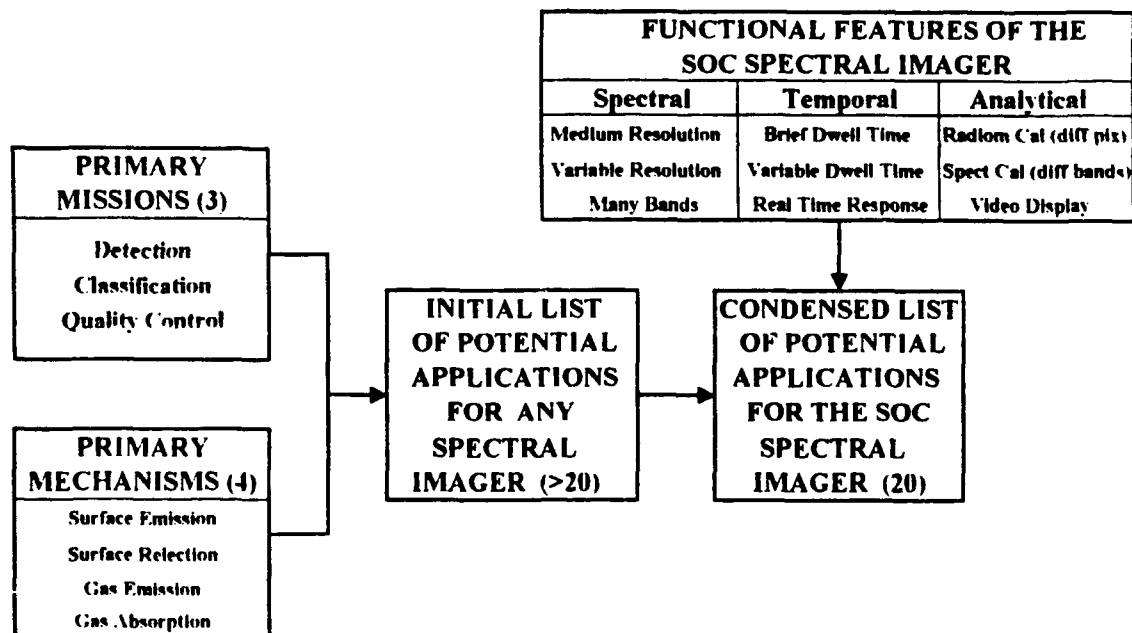 FUNCTIONAL FEATURES OF THE
SOC SPECTRAL IMAGER
Spectral
Temporal
Analytical
Medium Resolution
Brief Dwell Time
Radiom Cal (diff pix)
Variable Resolution
Variable Dwell Time
Spect Cal (diff bands)
Many Bands
Real Time Response
Video Display
PRIMARY
MISSIONS (3)
Detection
Classification
Quality Control
PRIMARY
MECHANISMS (4)
Surface Emission
Surface Relection
Gas Emission
Gas Absorption
INITIAL LIST
OF POTENTIAL
APPLICATIONS
FOR ANY
SPECTRAL
IMAGER (>20)
CONDENSED LIST
OF POTENTIAL
APPLICATIONS
FOR THE SOC
SPECTRAL
IMAGER (20)